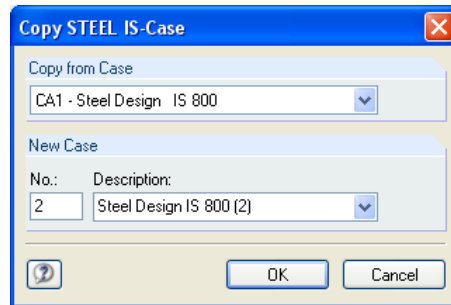 Copy STEEL IS-Case
Copy from Case
CA1 - Steel Design IS 800
New Case
No.: Description:
2 Steel Design IS 800 (2)
OK Cancel